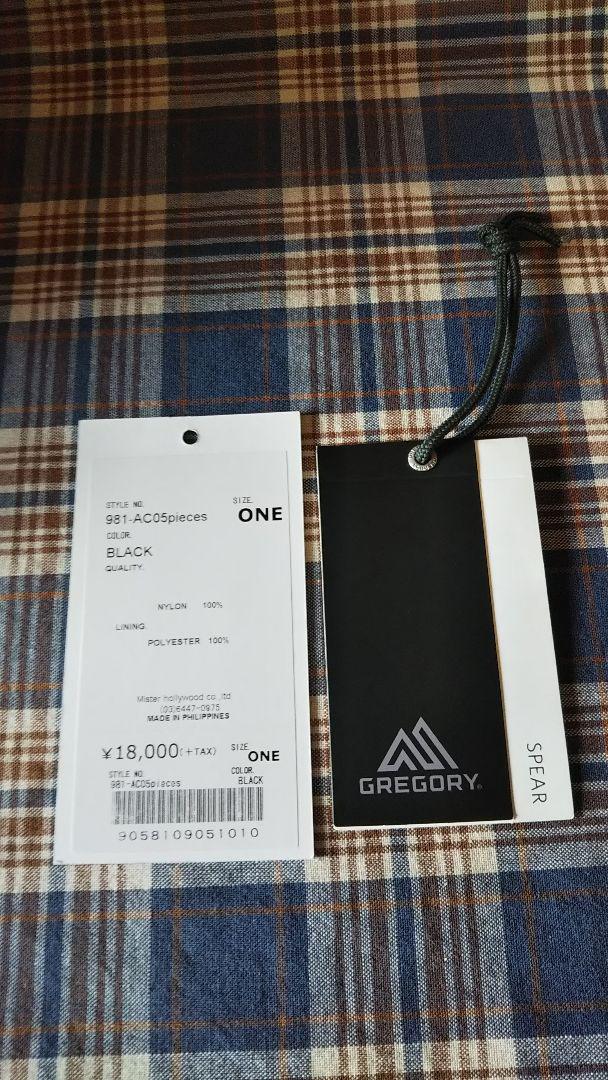 STYLE NO.
SIZE.
981-AC05pieces
ONE
COLOR.
BLACK
QUALITY.
NYLON 100%
LINING.
POLYESTER 100%
Mister hollywood co.,ltd
(03)6447-0975
MADE IN PHILIPPINES
¥18,000(+TAX)
SIZE.
ONE
STYLE NO.
COLOR.
981-AC05pieces
BLACK
9058109051010
GREGORY®
SPEAR